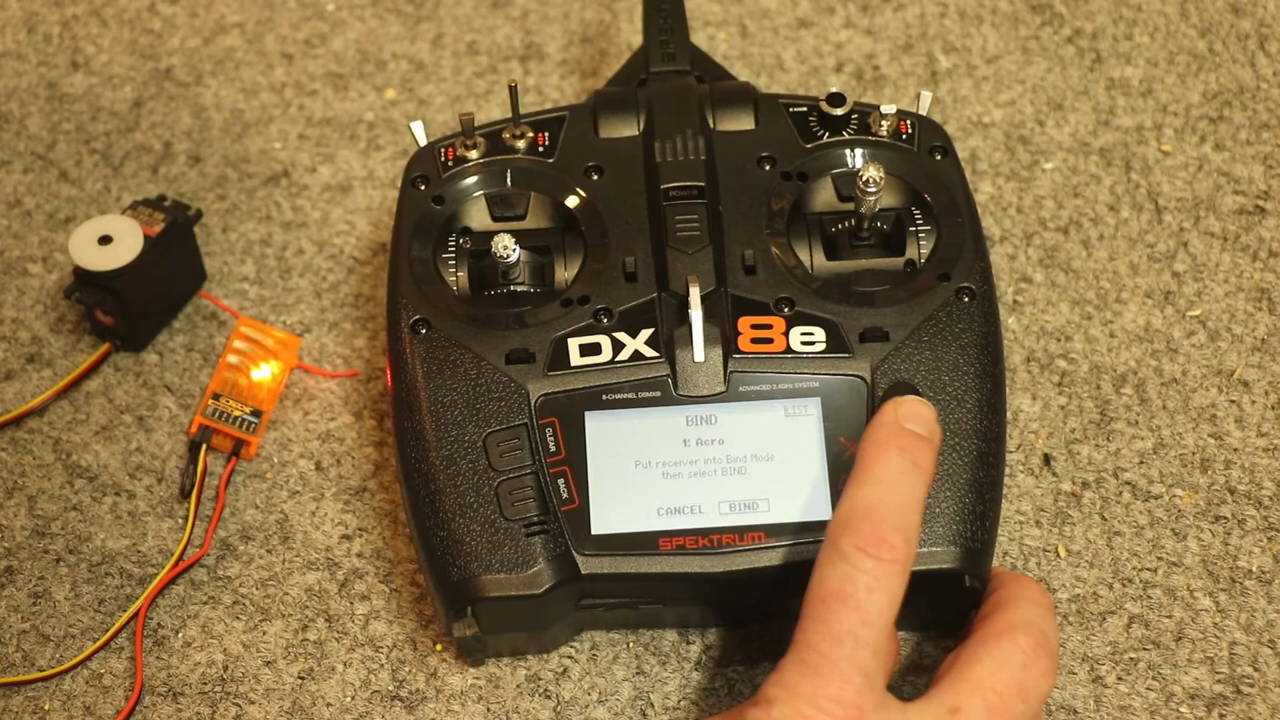 POWER
DX 8e
8-CHANNEL DSMX®
ADVANCED 2.4GHz SYSTEM
CLEAR
BACK
LIST
BIND
1: Acro
Put receiver into Bind Mode
then select BIND.
CANCEL BIND
SPEKTRUM